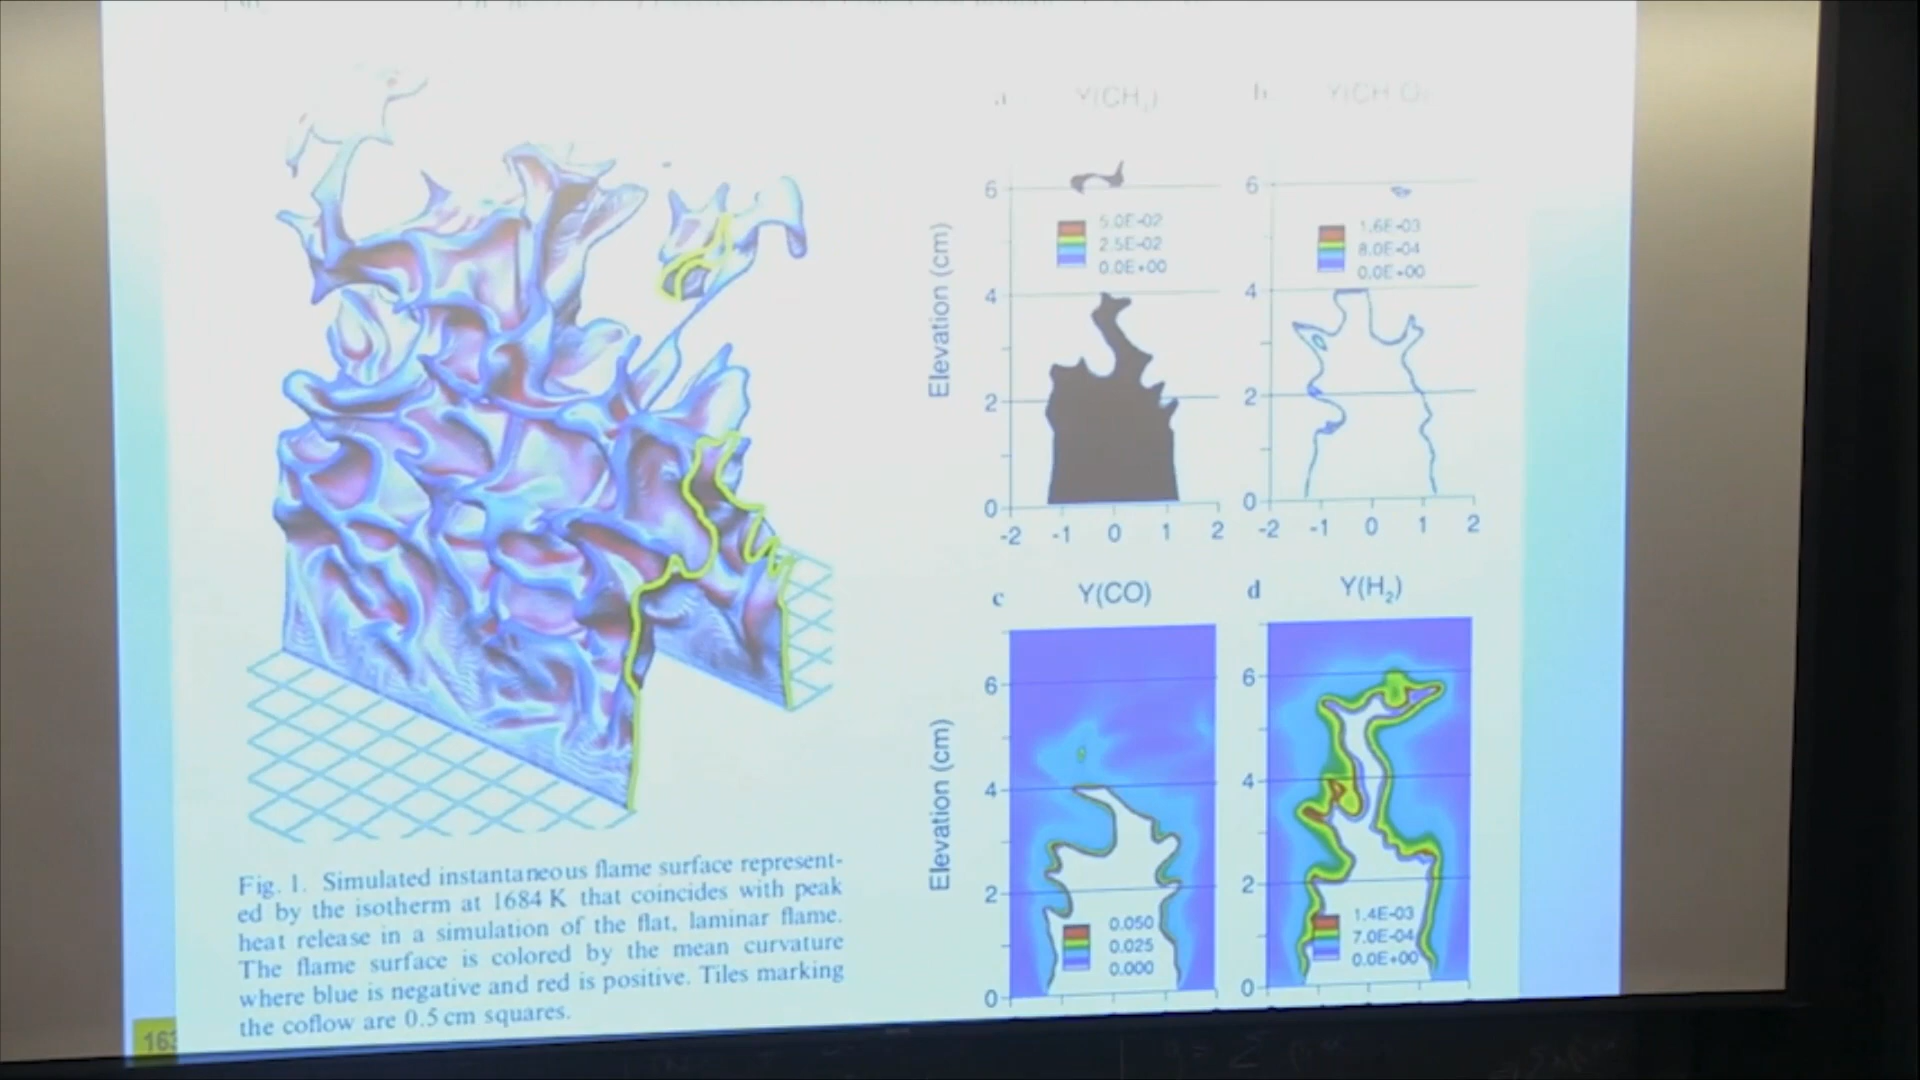 a Y(CH4)
b
6
4
2
0
Elevation (cm)
5.0E-02
2.5E-02
0.0E+00
-2 -1 0 1 2
6
4
2
0
1.6E-03
8.0E-04
0.0E+00
-2 -1 0 1 2
c Y(CO)
d Y(H2)
6
4
2
0
Elevation (cm)
0.050
0.025
0.000
6
4
2
0
1.4E-03
7.0E-04
0.0E+00
Fig. 1. Simulated instantaneous flame surface represent-
ed by the isotherm at 1684 K that coincides with peak
heat release in a simulation of the flat, laminar flame.
The flame surface is colored by the mean curvature
where blue is negative and red is positive. Tiles marking
the coflow are 0.5 cm squares.
163